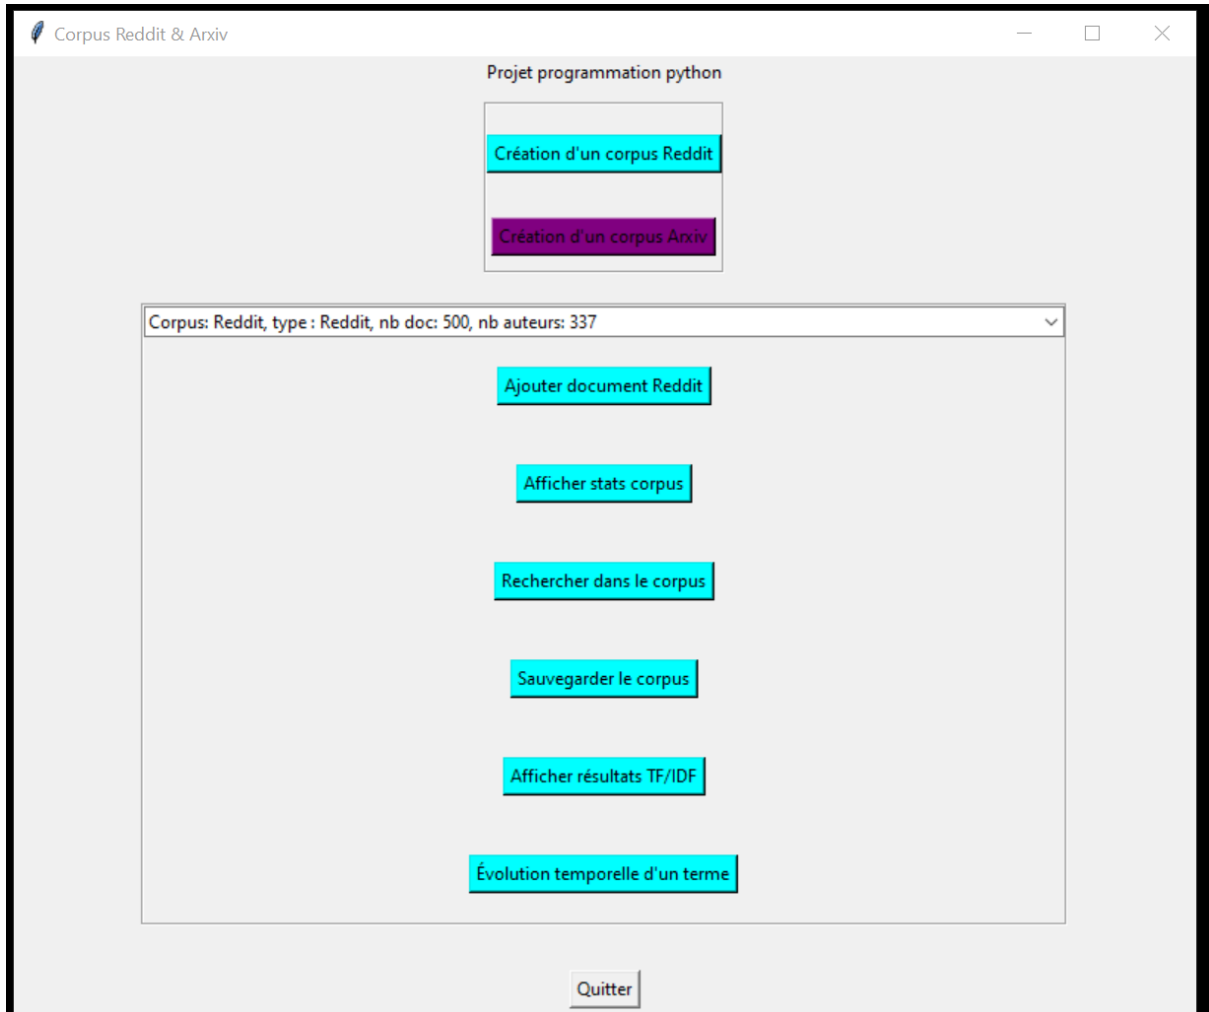 Corpus Reddit & Arxiv
Projet programmation python
Création d'un corpus Reddit
Création d'un corpus Arxiv
Corpus: Reddit, type : Reddit, nb doc: 500, nb auteurs: 337
Ajouter document Reddit
Afficher stats corpus
Rechercher dans le corpus
Sauvegarder le corpus
Afficher résultats TF/IDF
Évolution temporelle d'un terme
Quitter